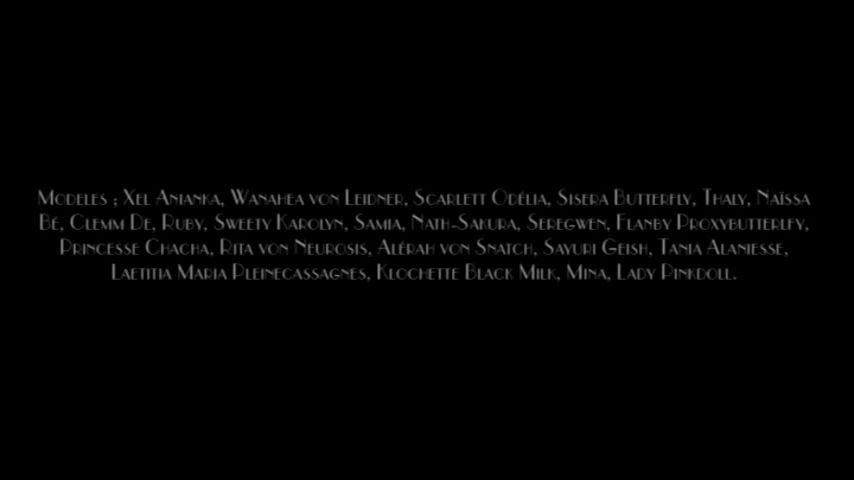 Modeles ; Xel Anianka, Wanahea von Leidner, Scarlett Odélia, Sisera Butterfly, Thaly, Naïssa
Bé, Clemm De, Ruby, Sweety Karolyn, Samia, Nath-Sakura, Seregwen, Flanby Proxybutterlfy,
Princesse Chacha, Rita von Neurosis, Alérah von Snatch, Sayuri Geish, Tania Alaniesse,
Laetitia Maria Pleinecassagnes, Klochette Black Milk, Mina, Lady Pinkdoll.